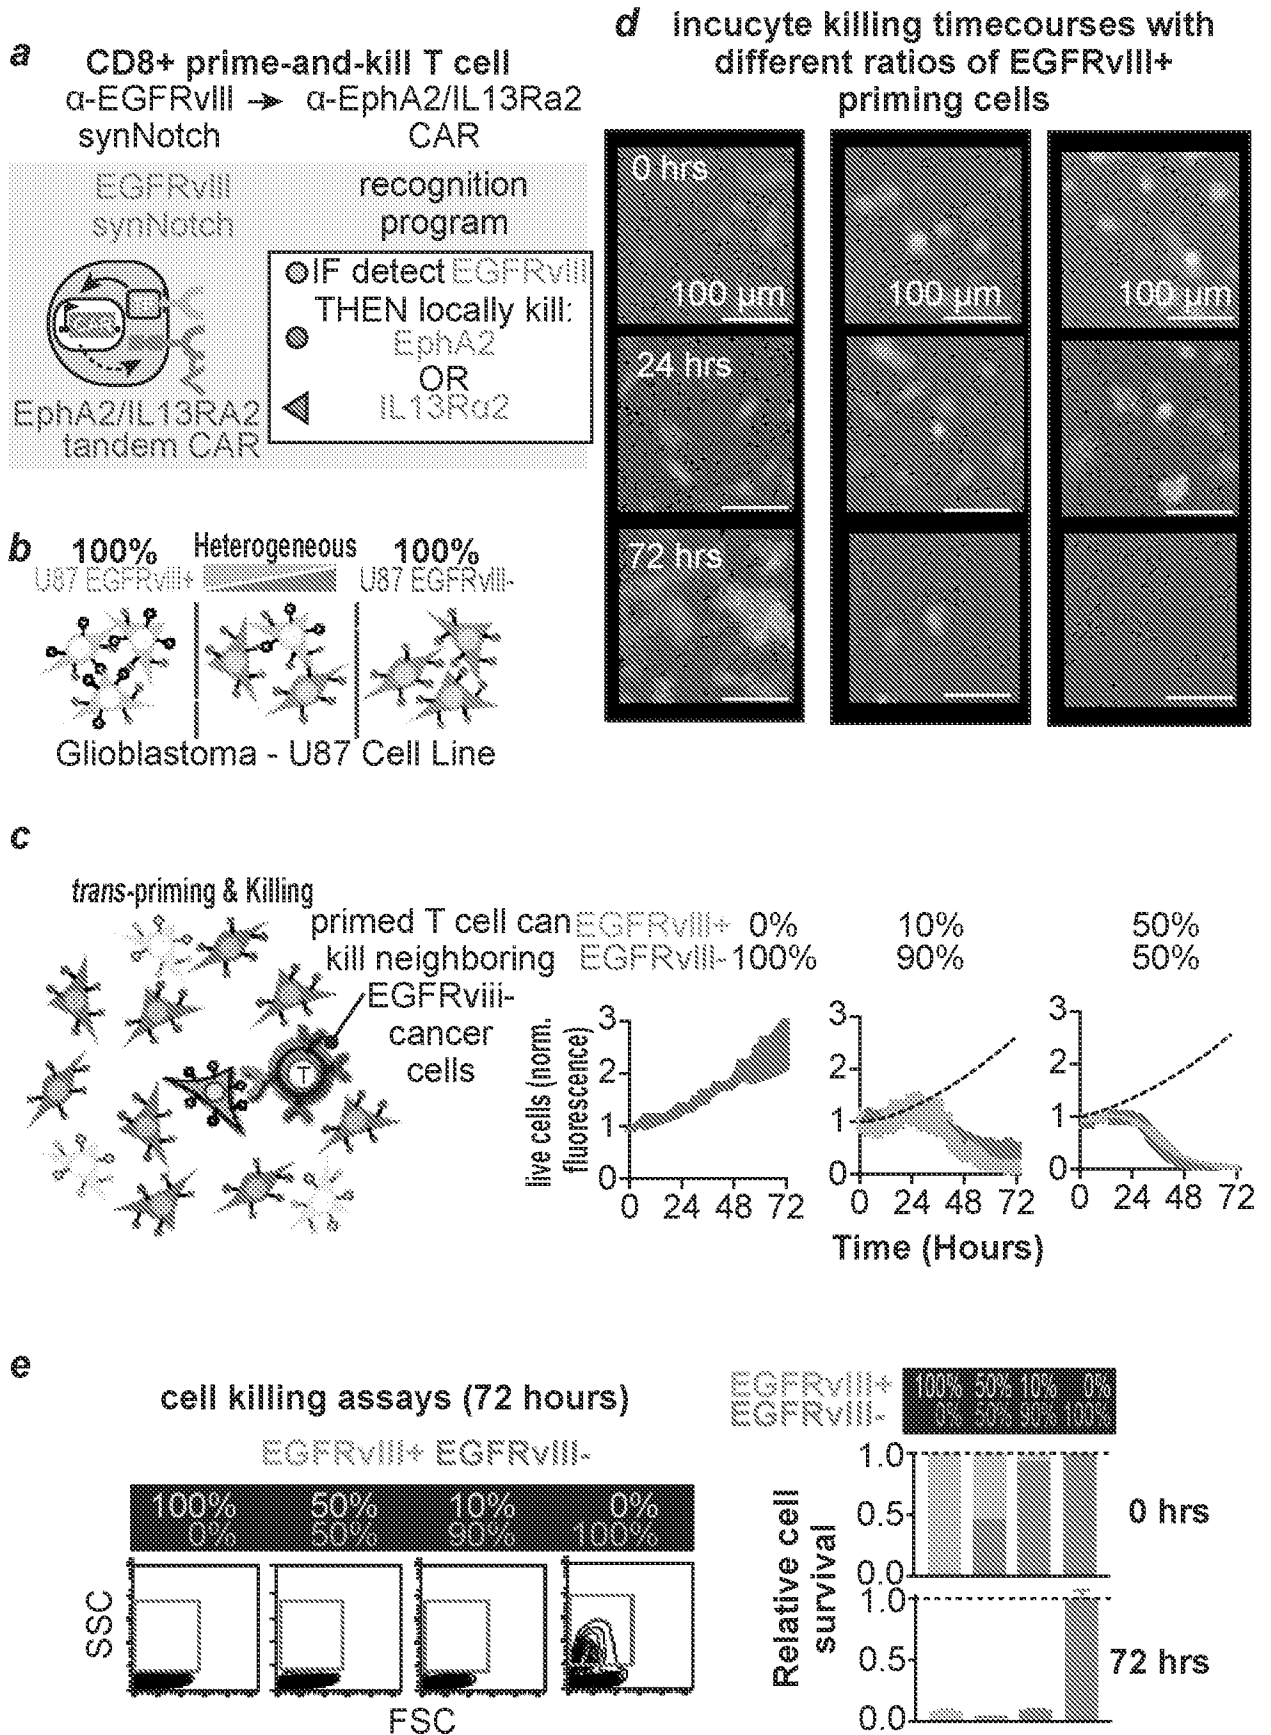 a
CD8+ prime-and-kill T cell
α-EGFRvIII → α-EphA2/IL13Ra2
synNotch CAR
EGFRvIII
synNotch
recognition
program
CAR
IF detect EGFRviii
THEN locally kill:
EphA2
OR
IL13Rα2
EphA2/IL13RA2
tandem CAR
b
100% Heterogeneous 100%
U87 EGFRvIII+ U87 EGFRvIII-
Glioblastoma - U87 Cell Line
d incucyte killing timecourses with
different ratios of EGFRvIII+
priming cells
0 hrs
100 µm 100 µm 100 µm
24 hrs
72 hrs
c
trans-priming & Killing
primed T cell can
kill neighboring
EGFRviii-
cancer
cells
T
EGFRvIII+ 0% 10% 50%
EGFRvIII- 100% 90% 50%
live cells (norm.
fluorescence)
3 3 3
2 2 2
1 1 1
0 0 0
0 24 48 72 0 24 48 72 0 24 48 72
Time (Hours)
e
cell killing assays (72 hours)
EGFRvIII+ EGFRvIII-
100% 50% 10% 0%
0% 50% 90% 100%
SSC
FSC
EGFRvIII+ 100% 50% 10% 0%
EGFRvIII- 0% 50% 90% 100%
Relative cell
survival
1.0
0.5
0.0
0 hrs
1.0
0.5
0.0
72 hrs